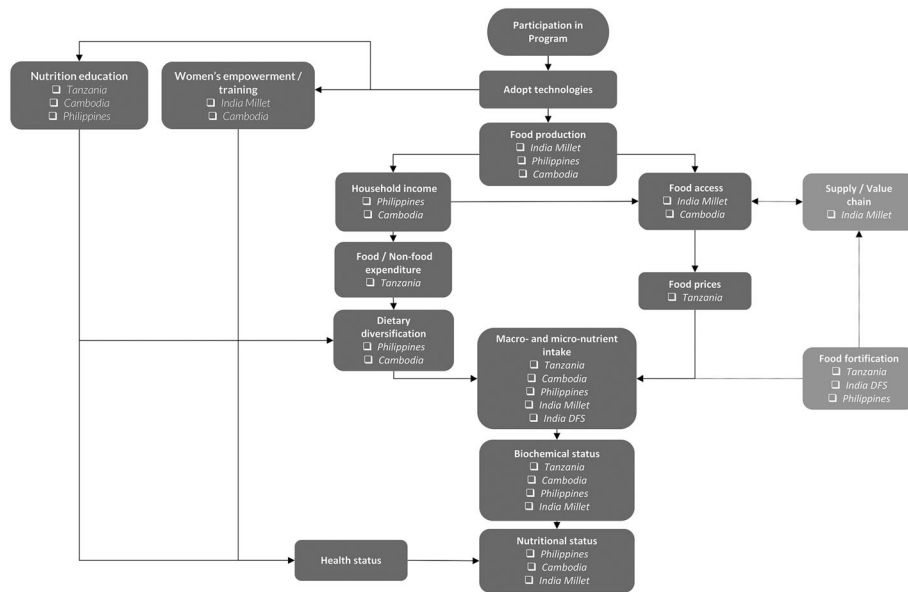 Participation in
Program
Nutrition education
❑ Tanzania
❑ Cambodia
❑ Philippines
Women's empowerment /
training
❑ India Millet
❑ Cambodia
Adopt technologies
Food production
❑ India Millet
❑ Philippines
❑ Cambodia
Household income
❑ Philippines
❑ Cambodia
Food access
❑ India Millet
❑ Cambodia
Supply / Value
chain
❑ India Millet
Food / Non-food
expenditure
❑ Tanzania
Food prices
❑ Tanzania
Dietary
diversification
❑ Philippines
❑ Cambodia
Macro- and micro-nutrient
intake
❑ Tanzania
❑ Cambodia
❑ Philippines
❑ India Millet
❑ India DFS
Food fortification
❑ Tanzania
❑ India DFS
❑ Philippines
Biochemical status
❑ Tanzania
❑ Cambodia
❑ Philippines
❑ India Millet
Health status
Nutritional status
❑ Philippines
❑ Cambodia
❑ India Millet